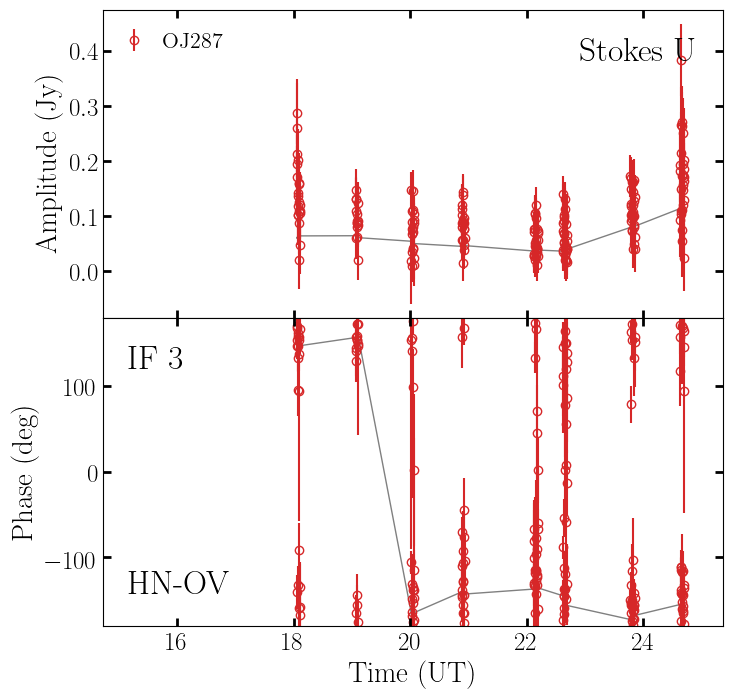 OJ287
Stokes U
Amplitude (Jy)
0.4
0.3
0.2
0.1
0.0
IF 3
HN-OV
Phase (deg)
100
0
−100
16 18 20 22 24
Time (UT)